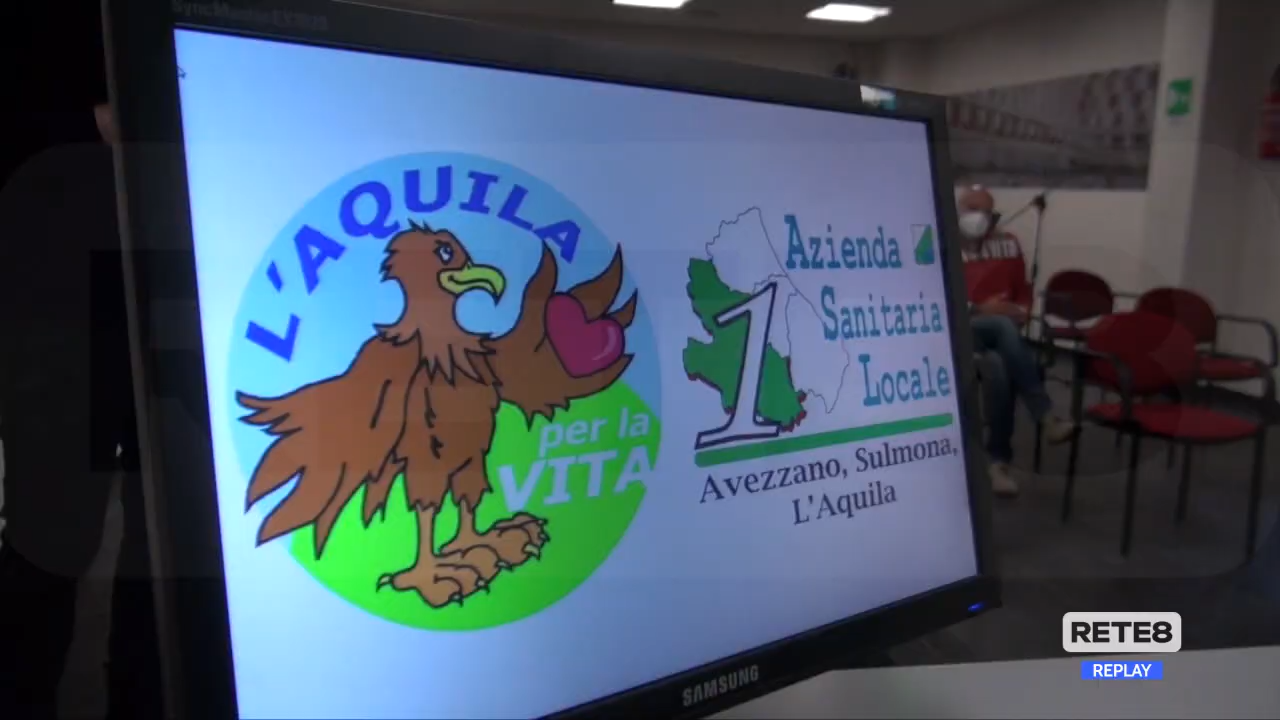 L'AQUILA
per la
VITA
Azienda
Sanitaria
Locale
1
Avezzano, Sulmona,
L'Aquila
SAMSUNG
RETE8
REPLAY